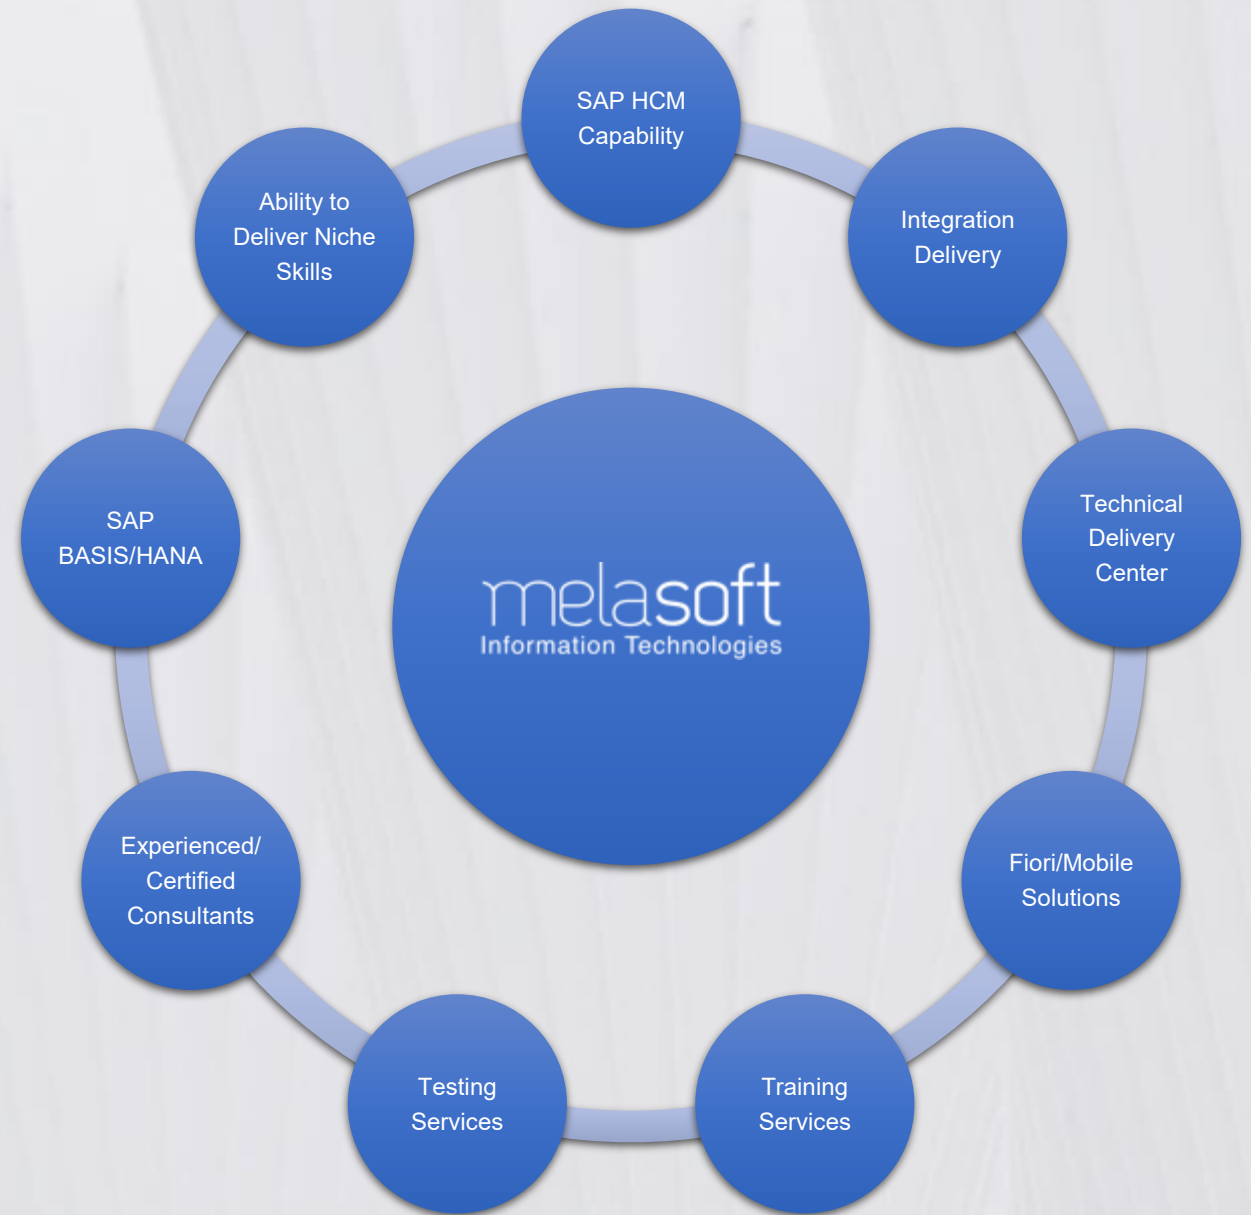 SAP HCM
Capability
Integration
Delivery
Technical
Delivery
Center
Fiori/Mobile
Solutions
Training
Services
Testing
Services
Experienced/
Certified
Consultants
SAP
BASIS/HANA
Ability to
Deliver Niche
Skills
melasoft
Information Technologies